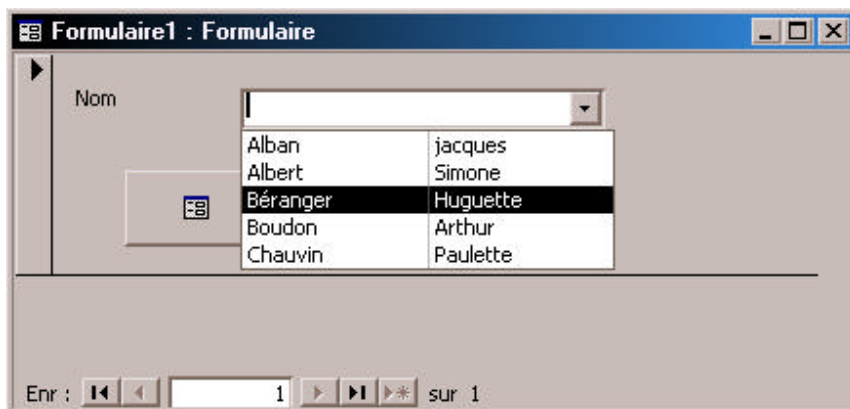 Formulaire1 : Formulaire
Nom
Alban jacques
Albert Simone
Béranger Huguette
Boudon Arthur
Chauvin Paulette
Enr : 1 sur 1